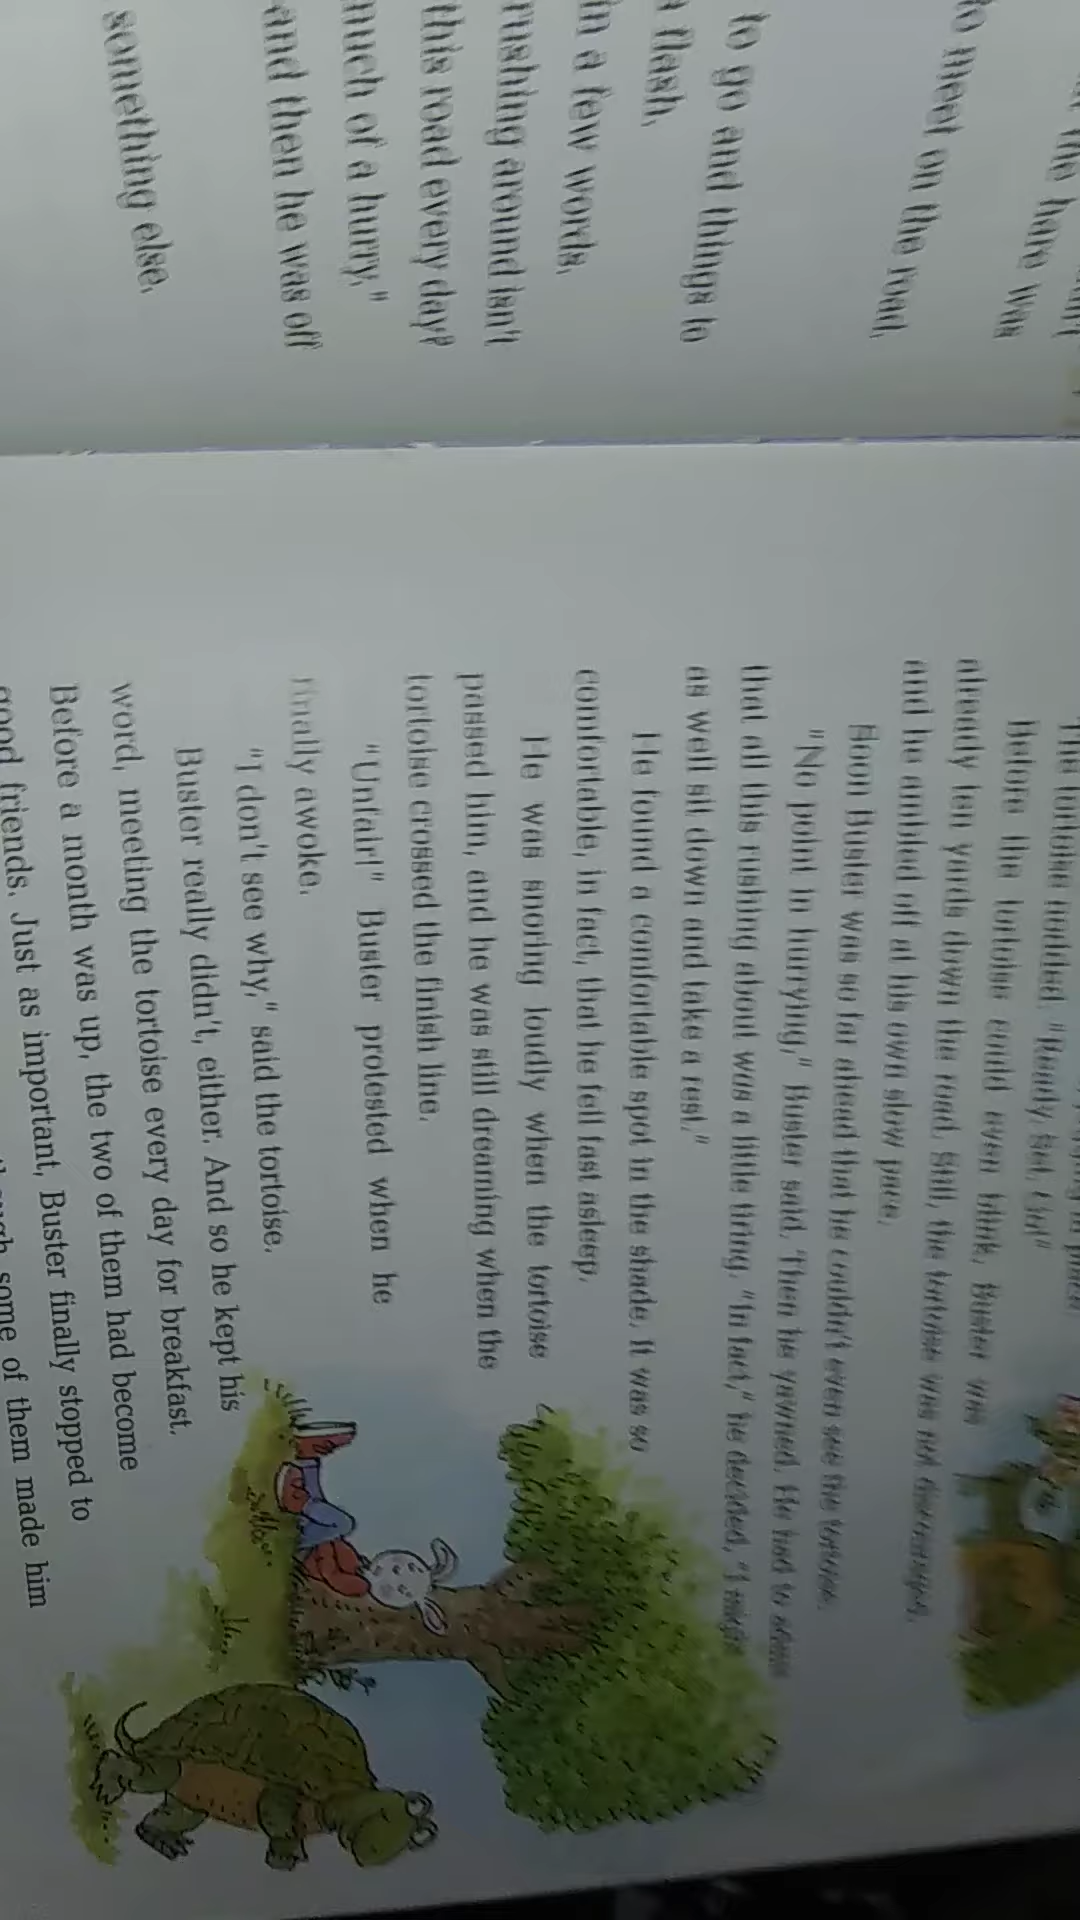 the hare was
to meet on the road,
to go and things to
flash,
in a few words,
rushing around isn't
this road every day?
much of a hurry,"
and then he was off
something else.
The tortoise nodded. "Ready, Set, Go!"
Before the tortoise could even blink, Buster was
already ten yards down the road. Still, the tortoise was not discouraged,
and he ambled off at his own slow pace.
Soon Buster was so far ahead that he couldn't even see the tortoise.
"No point in hurrying," Buster said. Then he yawned. He had to
that all this rushing about was a little tiring. "In fact," he decided, "I
as well sit down and take a rest."
He found a comfortable spot in the shade. It was so
comfortable, in fact, that he fell fast asleep.
He was snoring loudly when the tortoise
passed him, and he was still dreaming when the
tortoise crossed the finish line.
"Unfair!" Buster protested when he
finally awoke.
"I don't see why," said the tortoise.
Buster really didn't, either. And so he kept his
word, meeting the tortoise every day for breakfast.
Before a month was up, the two of them had become
good friends. Just as important, Buster finally stopped to
some of them made him